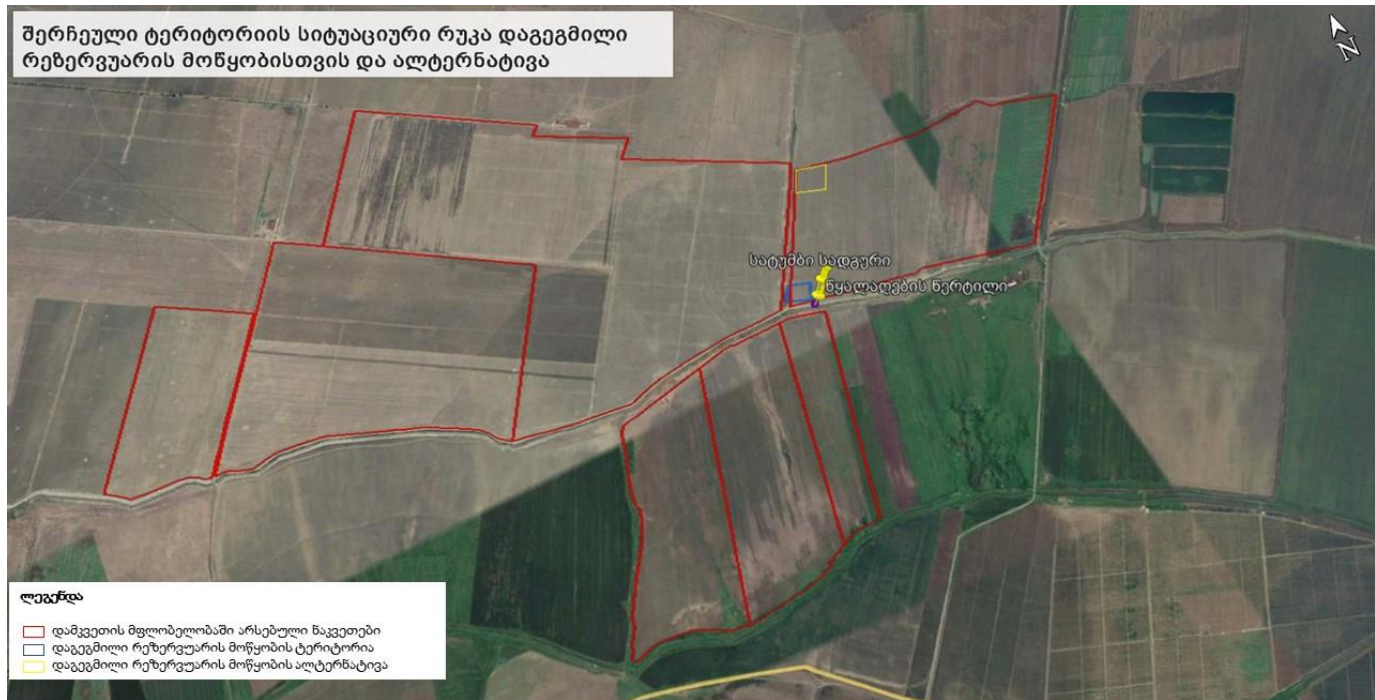 შერჩეული ტერიტორიის სიტუაციური რუკა დაგეგმილი
რეზერვუარის მოწყობისთვის და ალტერნატივა
N
სატუმბი სადგური
წყალაღების წერტილი
ლეგენდა
დამკვეთის მფლობელობაში არსებული ნაკვეთები
დაგეგმილი რეზერვუარის მოწყობის ტერიტორია
დაგეგმილი რეზერვუარის მოწყობის ალტერნატივა